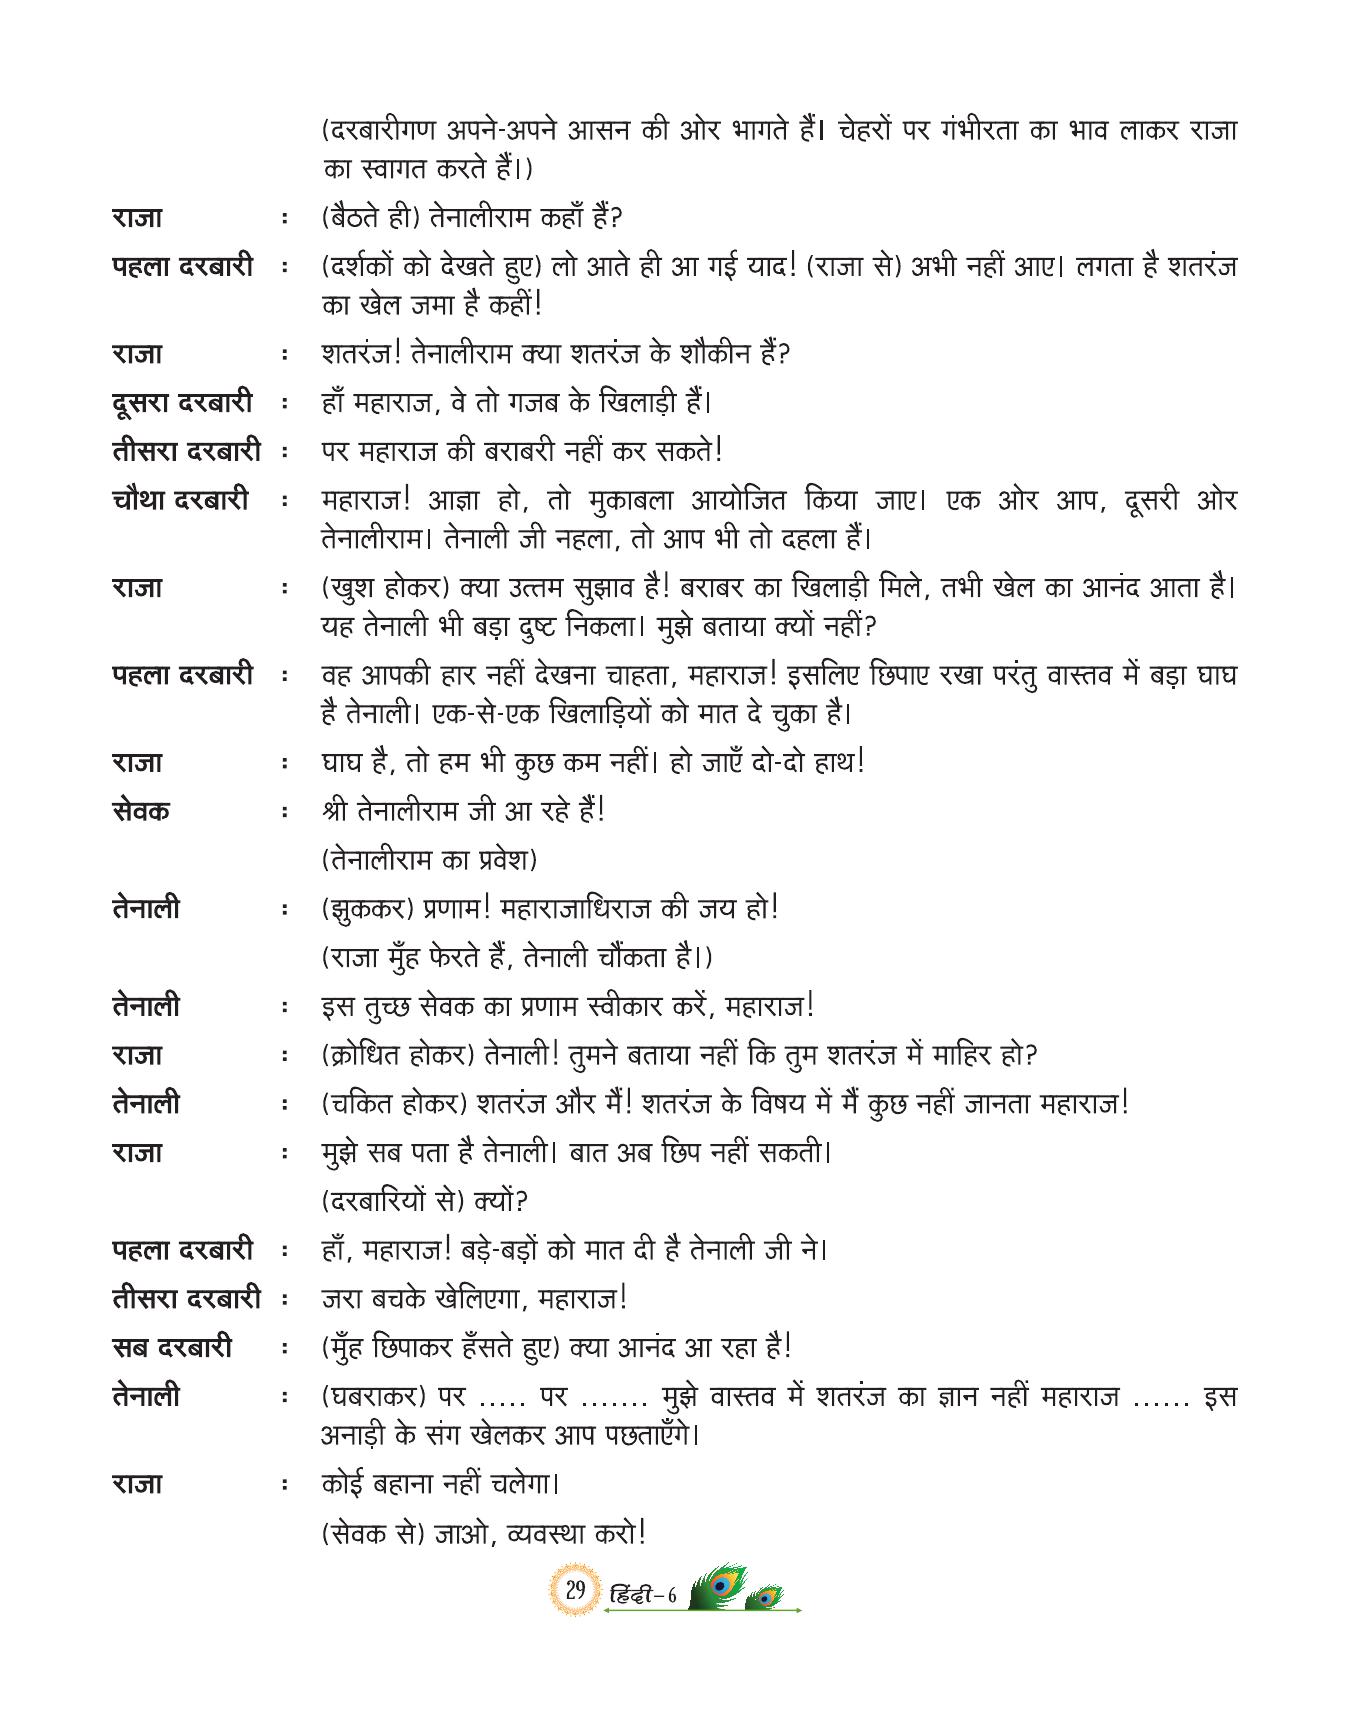 (दरबारीगण अपने-अपने आसन की ओर भागते हैं। चेहरों पर गंभीरता का भाव लाकर राजा
का स्वागत करते हैं।)
राजा : (बैठते ही) तेनालीराम कहाँ हैं?
पहला दरबारी : (दर्शकों को देखते हुए) लो आते ही आ गई याद! (राजा से) अभी नहीं आए। लगता है शतरंज
का खेल जमा है कहीं!
राजा : शतरंज! तेनालीराम क्या शतरंज के शौकीन हैं?
दूसरा दरबारी : हाँ महाराज, वे तो गजब के खिलाड़ी हैं।
तीसरा दरबारी : पर महाराज की बराबरी नहीं कर सकते!
चौथा दरबारी : महाराज! आज्ञा हो, तो मुकाबला आयोजित किया जाए। एक ओर आप, दूसरी ओर
तेनालीराम। तेनाली जी नहला, तो आप भी तो दहला हैं।
राजा : (खुश होकर) क्या उत्तम सुझाव है! बराबर का खिलाड़ी मिले, तभी खेल का आनंद आता है।
यह तेनाली भी बड़ा दुष्ट निकला। मुझे बताया क्यों नहीं?
पहला दरबारी : वह आपकी हार नहीं देखना चाहता, महाराज! इसलिए छिपाए रखा परंतु वास्तव में बड़ा घाघ
है तेनाली। एक-से-एक खिलाड़ियों को मात दे चुका है।
राजा : घाघ है, तो हम भी कुछ कम नहीं। हो जाएँ दो-दो हाथ!
सेवक : श्री तेनालीराम जी आ रहे हैं!
(तेनालीराम का प्रवेश)
तेनाली : (झुककर) प्रणाम! महाराजाधिराज की जय हो!
(राजा मुँह फेरते हैं, तेनाली चौंकता है।)
तेनाली : इस तुच्छ सेवक का प्रणाम स्वीकार करें, महाराज!
राजा : (क्रोधित होकर) तेनाली! तुमने बताया नहीं कि तुम शतरंज में माहिर हो?
तेनाली : (चकित होकर) शतरंज और मैं! शतरंज के विषय में मैं कुछ नहीं जानता महाराज!
राजा : मुझे सब पता है तेनाली। बात अब छिप नहीं सकती।
(दरबारियों से) क्यों?
पहला दरबारी : हाँ, महाराज! बड़े-बड़ों को मात दी है तेनाली जी ने।
तीसरा दरबारी : जरा बचके खेलिएगा, महाराज!
सब दरबारी : (मुँह छिपाकर हँसते हुए) क्या आनंद आ रहा है!
तेनाली : (घबराकर) पर ..... पर ....... मुझे वास्तव में शतरंज का ज्ञान नहीं महाराज ...... इस
अनाड़ी के संग खेलकर आप पछताएँगे।
राजा : कोई बहाना नहीं चलेगा।
(सेवक से) जाओ, व्यवस्था करो!
29 हिंदी-6